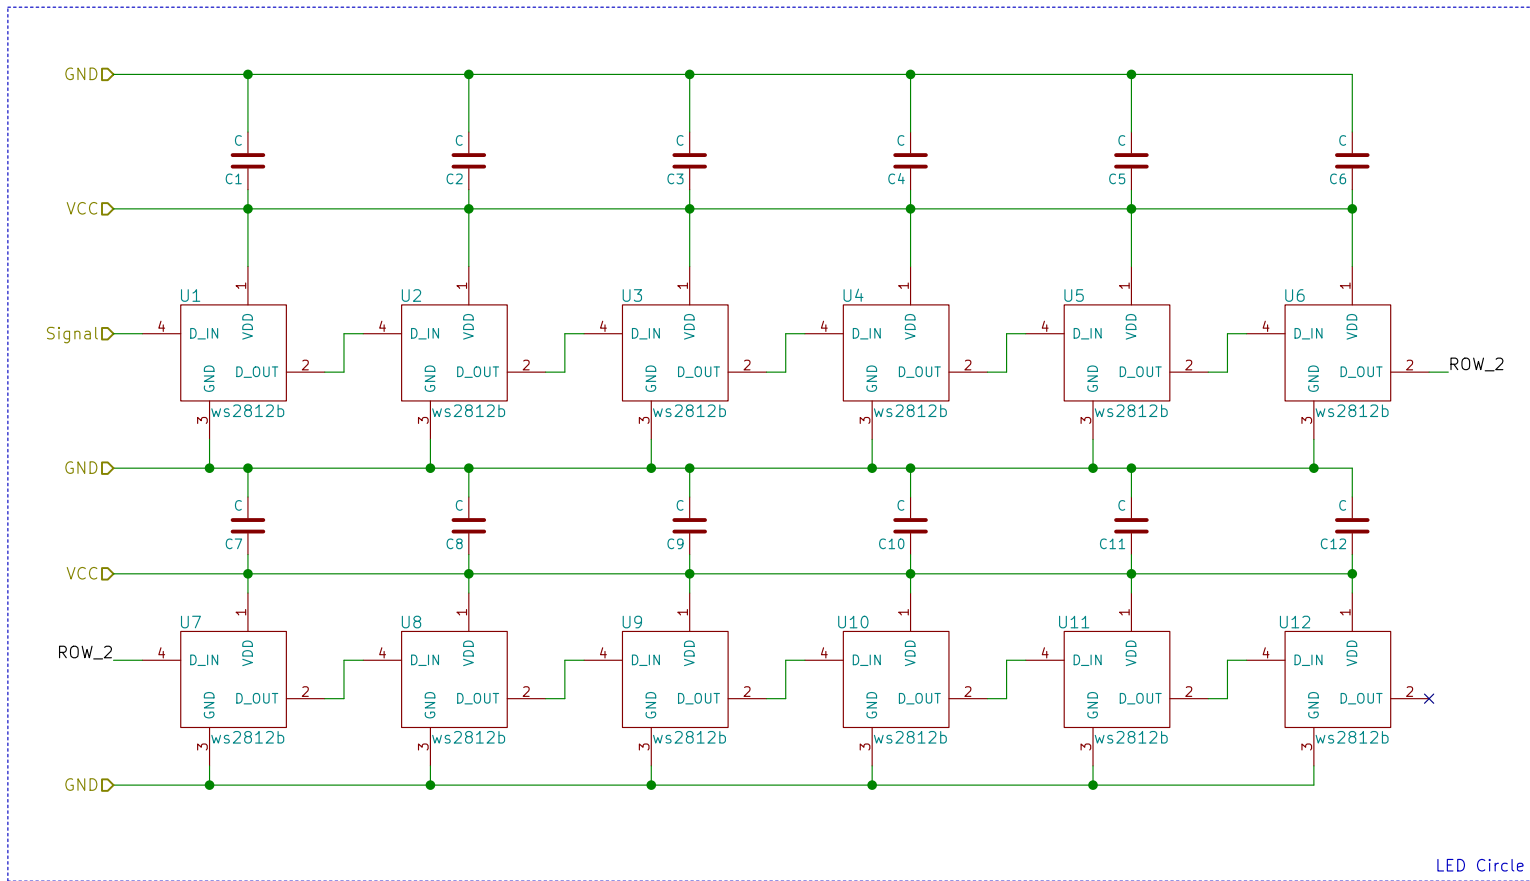 GND
C C C C C C
C1 C2 C3 C4 C5 C6
VCC
1 1 1 1 1 1
U1 U2 U3 U4 U5 U6
Signal 4 D_IN VDD 4 D_IN VDD 4 D_IN VDD 4 D_IN VDD 4 D_IN VDD 4 D_IN VDD
GND D_OUT 2 GND D_OUT 2 GND D_OUT 2 GND D_OUT 2 GND D_OUT 2 GND D_OUT 2 ROW_2
3 ws2812b 3 ws2812b 3 ws2812b 3 ws2812b 3 ws2812b 3 ws2812b
GND
C C C C C C
C7 C8 C9 C10 C11 C12
VCC
1 1 1 1 1 1
U7 U8 U9 U10 U11 U12
ROW_2 4 D_IN VDD 4 D_IN VDD 4 D_IN VDD 4 D_IN VDD 4 D_IN VDD 4 D_IN VDD
GND D_OUT 2 GND D_OUT 2 GND D_OUT 2 GND D_OUT 2 GND D_OUT 2 GND D_OUT 2
3 ws2812b 3 ws2812b 3 ws2812b 3 ws2812b 3 ws2812b 3 ws2812b
GND
LED Circle